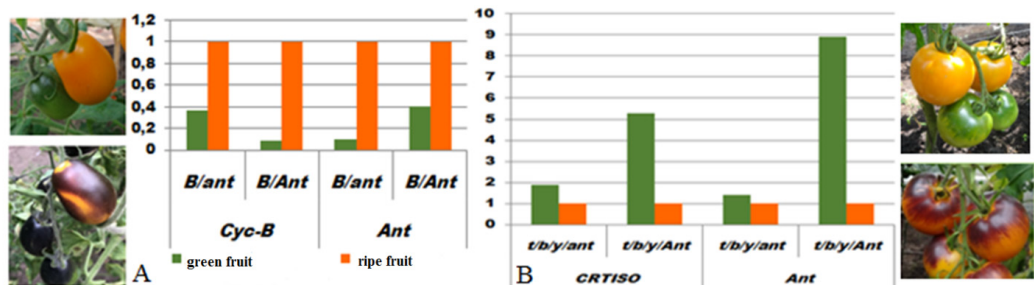 1,2
1
0,8
0,6
0,4
0,2
0
B/ant B/Ant B/ant B/Ant
Cyc-B Ant
green fruit ripe fruit
A
10
9
8
7
6
5
4
3
2
1
0
t/b/y/ant t/b/y/Ant t/b/y/ant t/b/y/Ant
CRTISO Ant
B